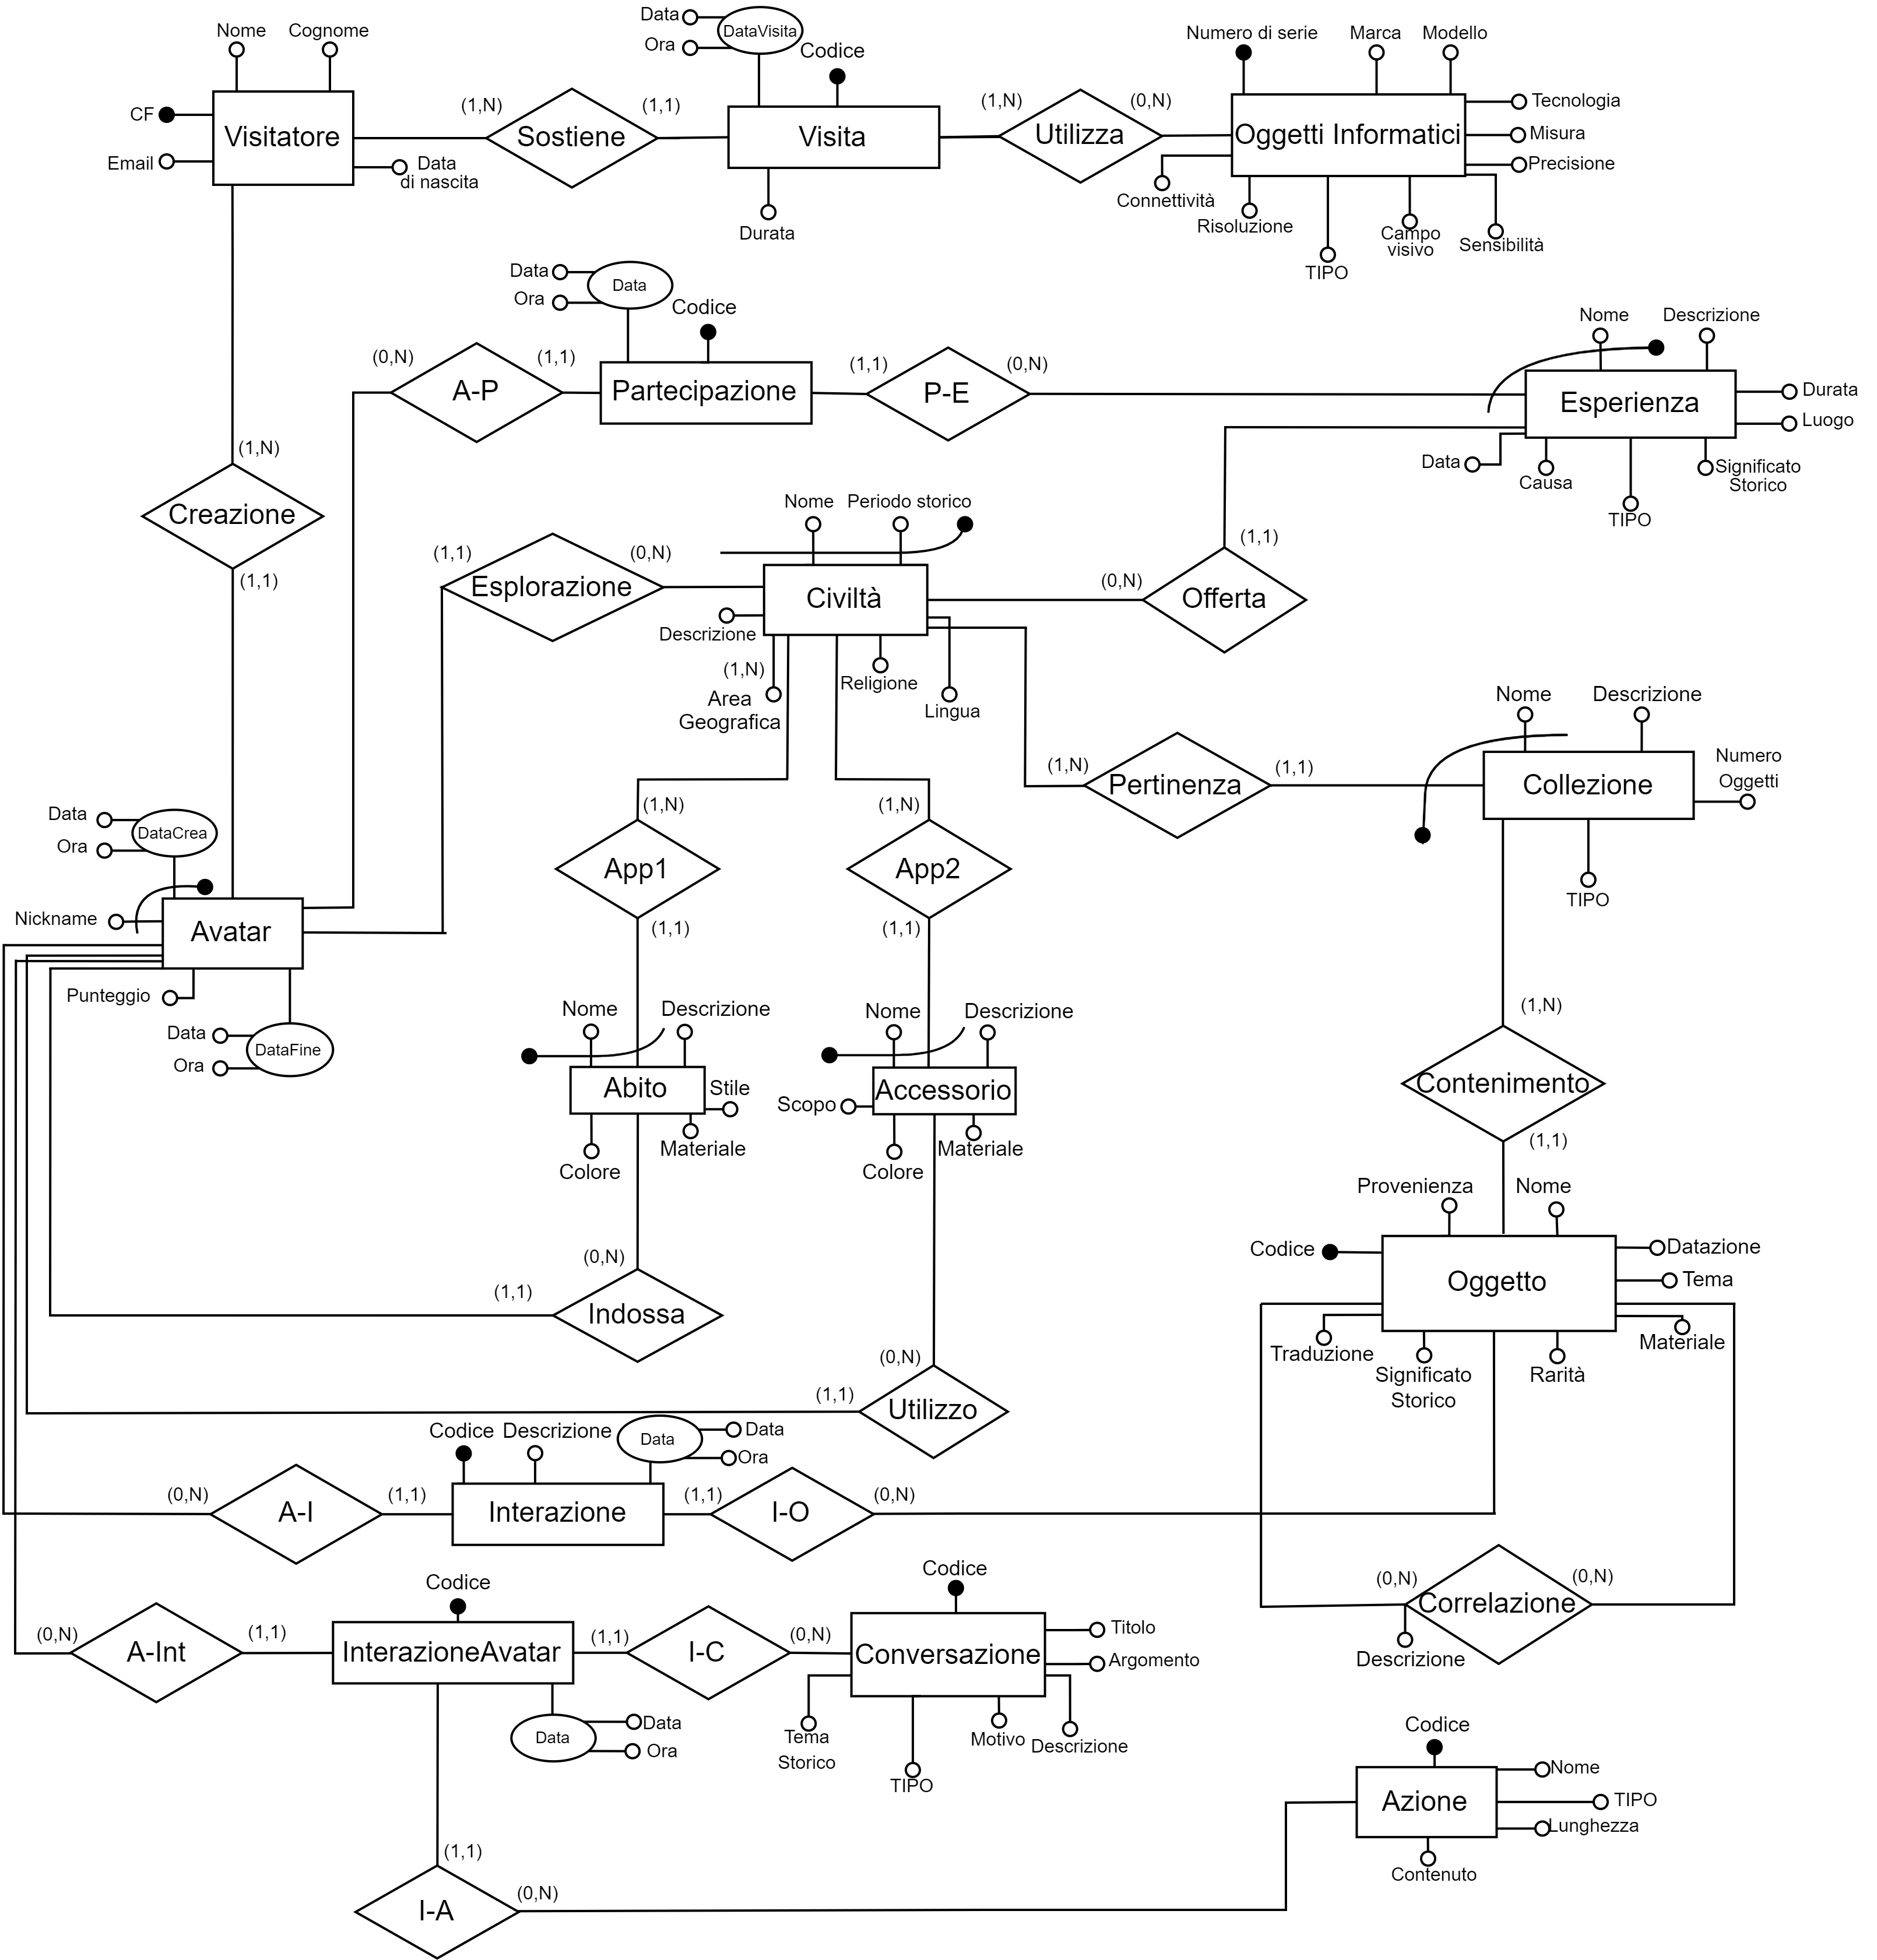 Nome
Cognome
CF
Email
Visitatore
Data
di nascita
(1,N)
Sostiene
(1,1)
Data
Ora
DataVisita
Codice
Visita
Durata
(1,N)
Utilizza
(0,N)
Numero di serie
Marca
Modello
Oggetti Informatici
Tecnologia
Misura
Precisione
Connettività
Risoluzione
TIPO
Campo
visivo
Sensibilità
Data
Ora
Data
Codice
(0,N)
A-P
(1,1)
Partecipazione
(1,1)
P-E
(0,N)
Nome
Descrizione
Esperienza
Durata
Luogo
Data
Causa
TIPO
Significato
Storico
(1,N)
Creazione
(1,1)
(1,1)
Esplorazione
(0,N)
Nome
Periodo storico
Civiltà
Descrizione
(1,N)
Area
Geografica
Religione
Lingua
(0,N)
Offerta
(1,1)
(1,N)
Pertinenza
(1,1)
Nome
Descrizione
Collezione
Numero
Oggetti
TIPO
(1,N)
App1
(1,1)
(1,N)
App2
(1,1)
Data
Ora
DataCrea
Nickname
Avatar
Punteggio
Data
Ora
DataFine
Nome
Descrizione
Abito
Stile
Materiale
Colore
Nome
Descrizione
Accessorio
Scopo
Colore
Materiale
(1,N)
Contenimento
(1,1)
Provenienza
Nome
Codice
Oggetto
Datazione
Tema
Traduzione
Significato
Storico
Rarità
Materiale
(0,N)
(1,1)
Indossa
(0,N)
(1,1)
Utilizzo
Codice
Descrizione
Data
Data
Ora
(0,N)
A-I
(1,1)
Interazione
(1,1)
I-O
(0,N)
(0,N)
Correlazione
(0,N)
Descrizione
Codice
(0,N)
A-Int
(1,1)
InterazioneAvatar
(1,1)
I-C
(0,N)
Data
Data
Ora
Codice
Conversazione
Titolo
Argomento
Tema
Storico
TIPO
Motivo
Descrizione
Codice
Azione
Nome
TIPO
Lunghezza
Contenuto
(1,1)
I-A
(0,N)